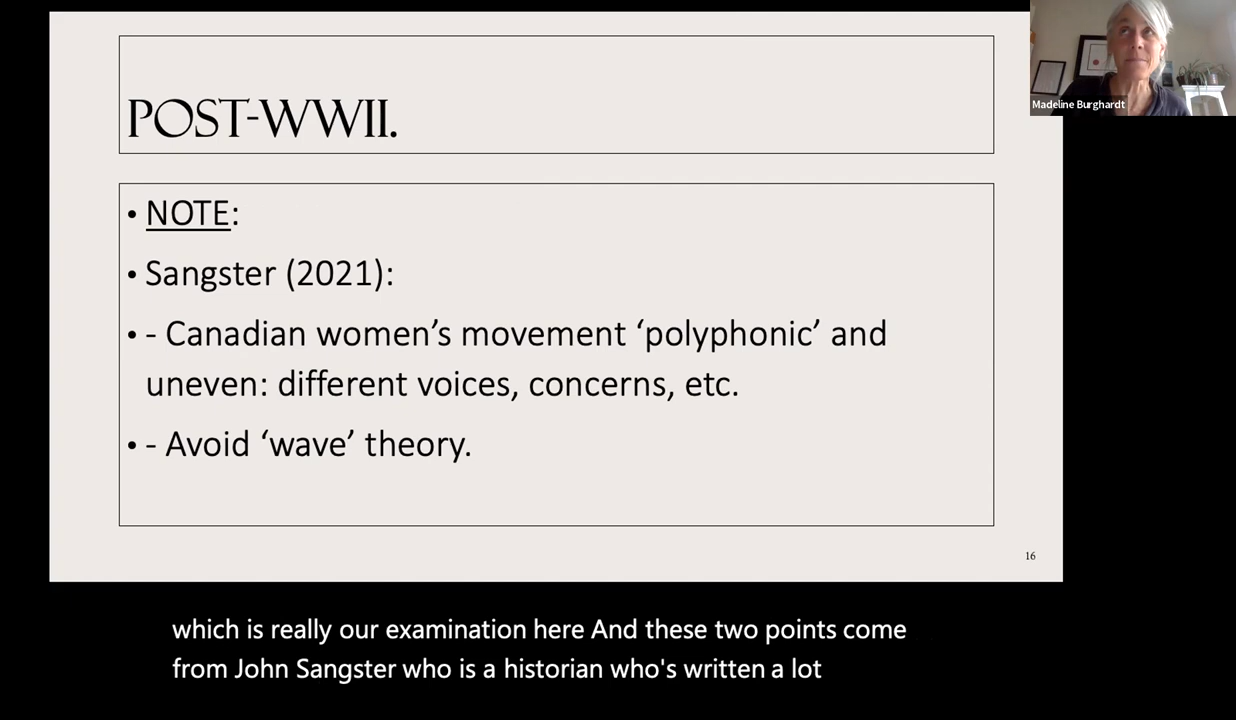 POST-WWII.
Madeline Burghardt
• NOTE:
• Sangster (2021):
• - Canadian women's movement ‘polyphonic’ and
uneven: different voices, concerns, etc.
• - Avoid ‘wave’ theory.
16
which is really our examination here And these two points come
from John Sangster who is a historian who's written a lot